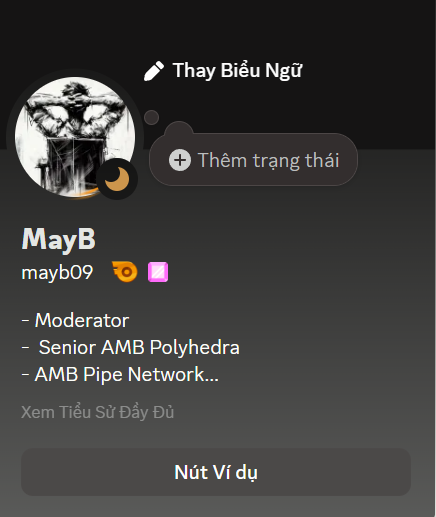 Thay Biểu Ngữ
Thêm trạng thái
MayB
mayb09
- Moderator
- Senior AMB Polyhedra
- AMB Pipe Network...
Xem Tiểu Sử Đầy Đủ
Nút Ví dụ